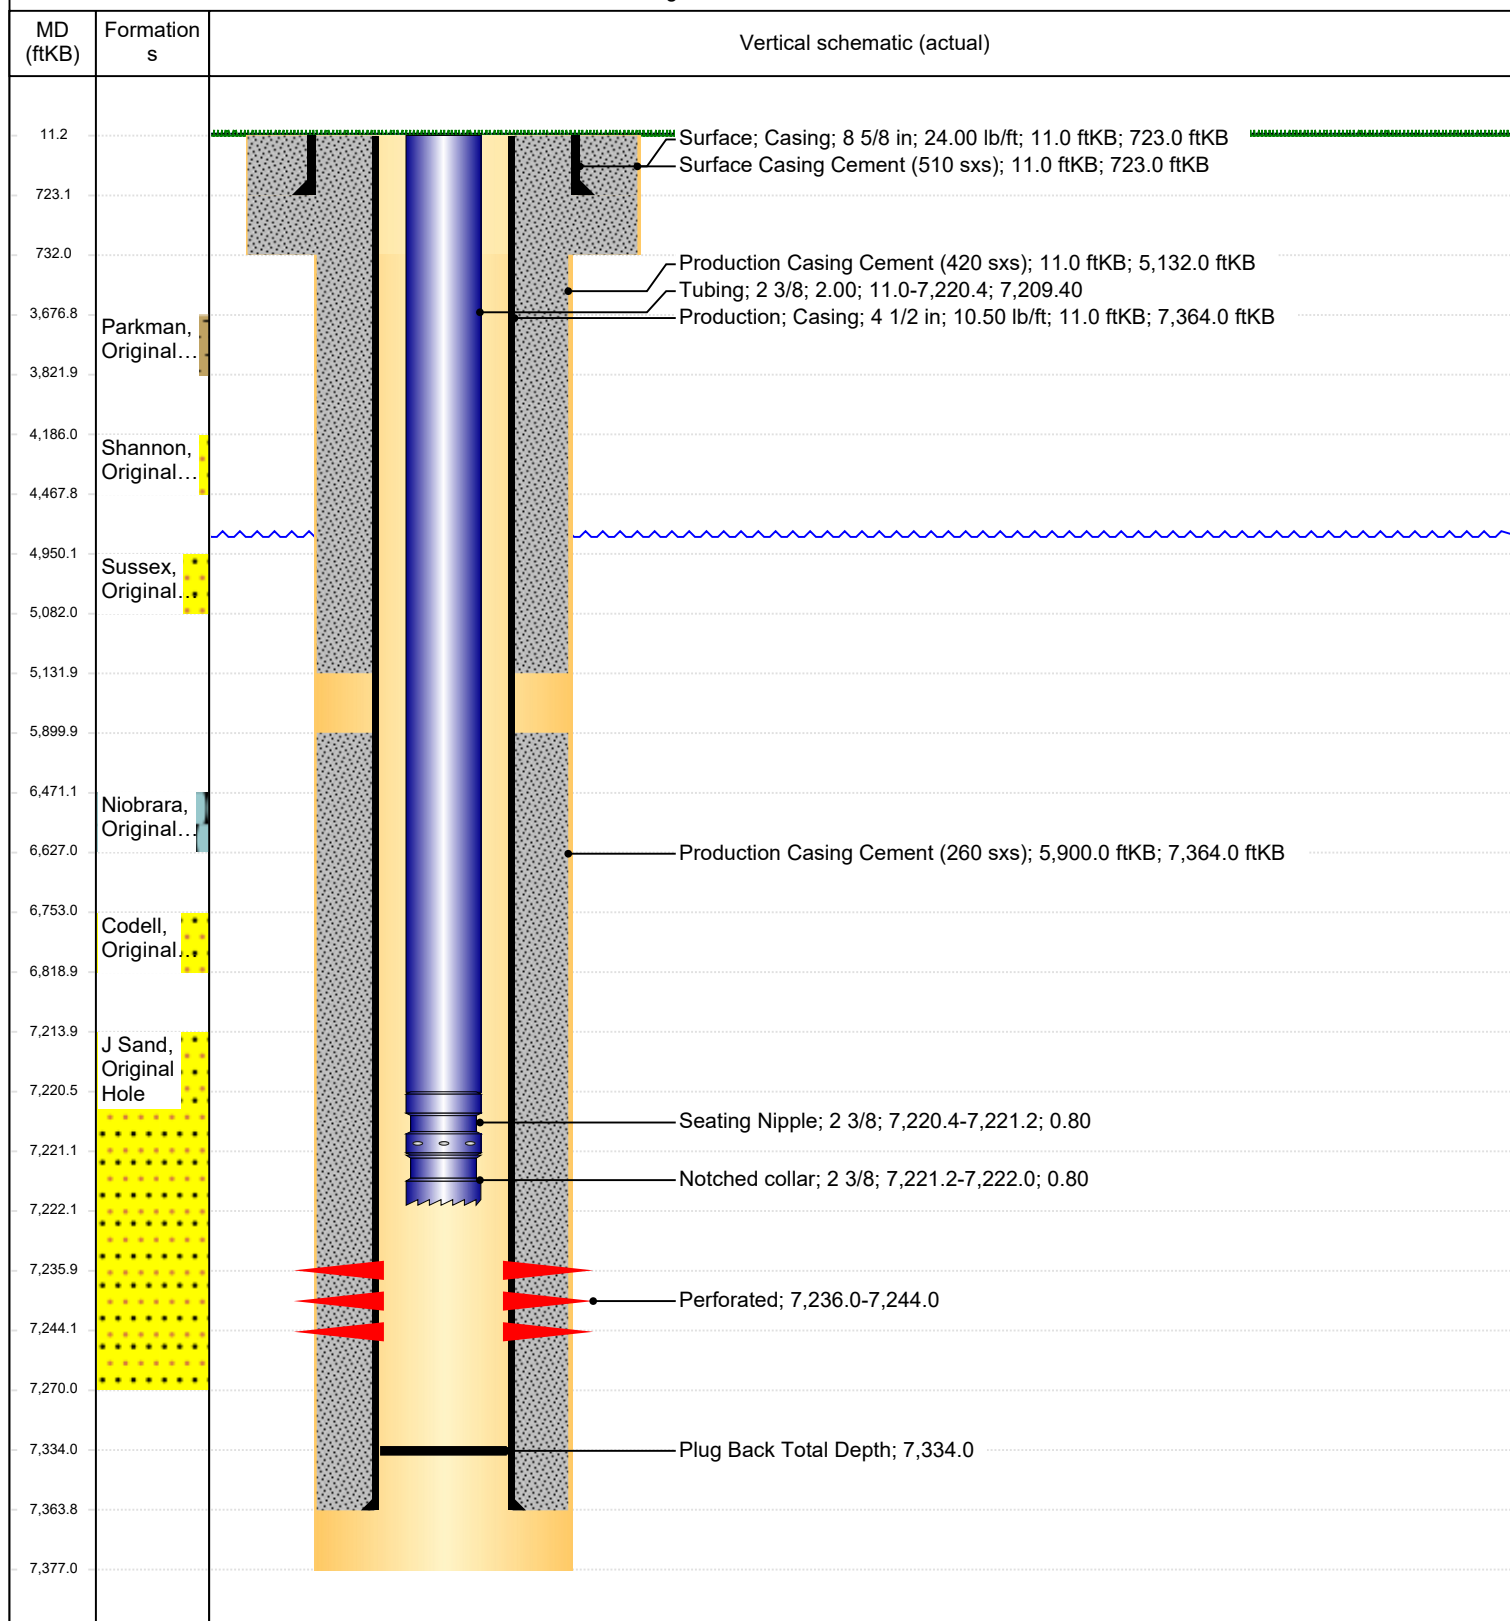 MD
(ftKB)
Formation
s
Vertical schematic (actual)
11.2
Surface; Casing; 8 5/8 in; 24.00 lb/ft; 11.0 ftKB; 723.0 ftKB
Surface Casing Cement (510 sxs); 11.0 ftKB; 723.0 ftKB
723.1
732.0
Production Casing Cement (420 sxs); 11.0 ftKB; 5,132.0 ftKB
Tubing; 2 3/8; 2.00; 11.0-7,220.4; 7,209.40
3,676.8
Production; Casing; 4 1/2 in; 10.50 lb/ft; 11.0 ftKB; 7,364.0 ftKB
Parkman,
Original...
3,821.9
4,186.0
Shannon,
Original...
4,467.8
4,950.1
Sussex,
Original...
5,082.0
5,131.9
5,899.9
6,471.1
Niobrara,
Original...
6,627.0
Production Casing Cement (260 sxs); 5,900.0 ftKB; 7,364.0 ftKB
6,753.0
Codell,
Original...
6,818.9
7,213.9
J Sand,
Original
Hole
7,220.5
Seating Nipple; 2 3/8; 7,220.4-7,221.2; 0.80
7,221.1
Notched collar; 2 3/8; 7,221.2-7,222.0; 0.80
7,222.1
7,235.9
Perforated; 7,236.0-7,244.0
7,244.1
7,270.0
7,334.0
Plug Back Total Depth; 7,334.0
7,363.8
7,377.0